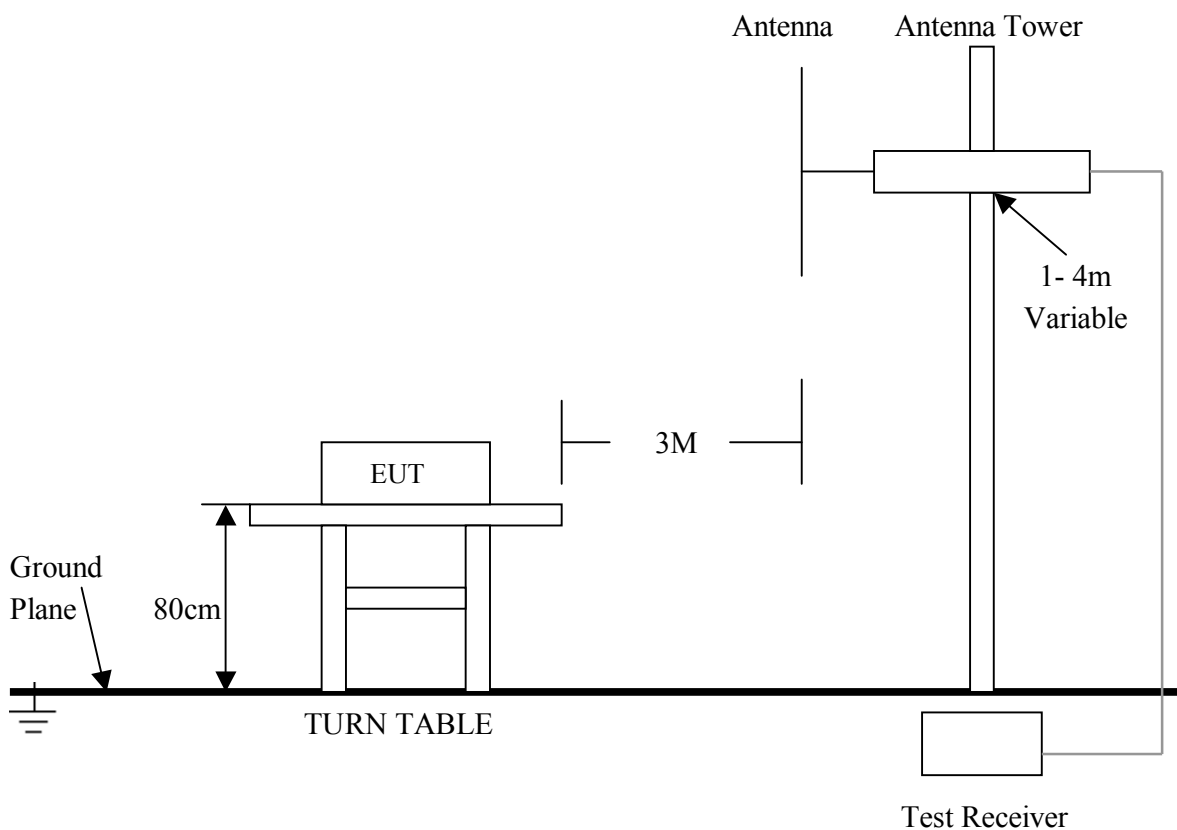 Antenna
Antenna Tower
1- 4m
Variable
3M
EUT
Ground
Plane
80cm
TURN TABLE
Test Receiver